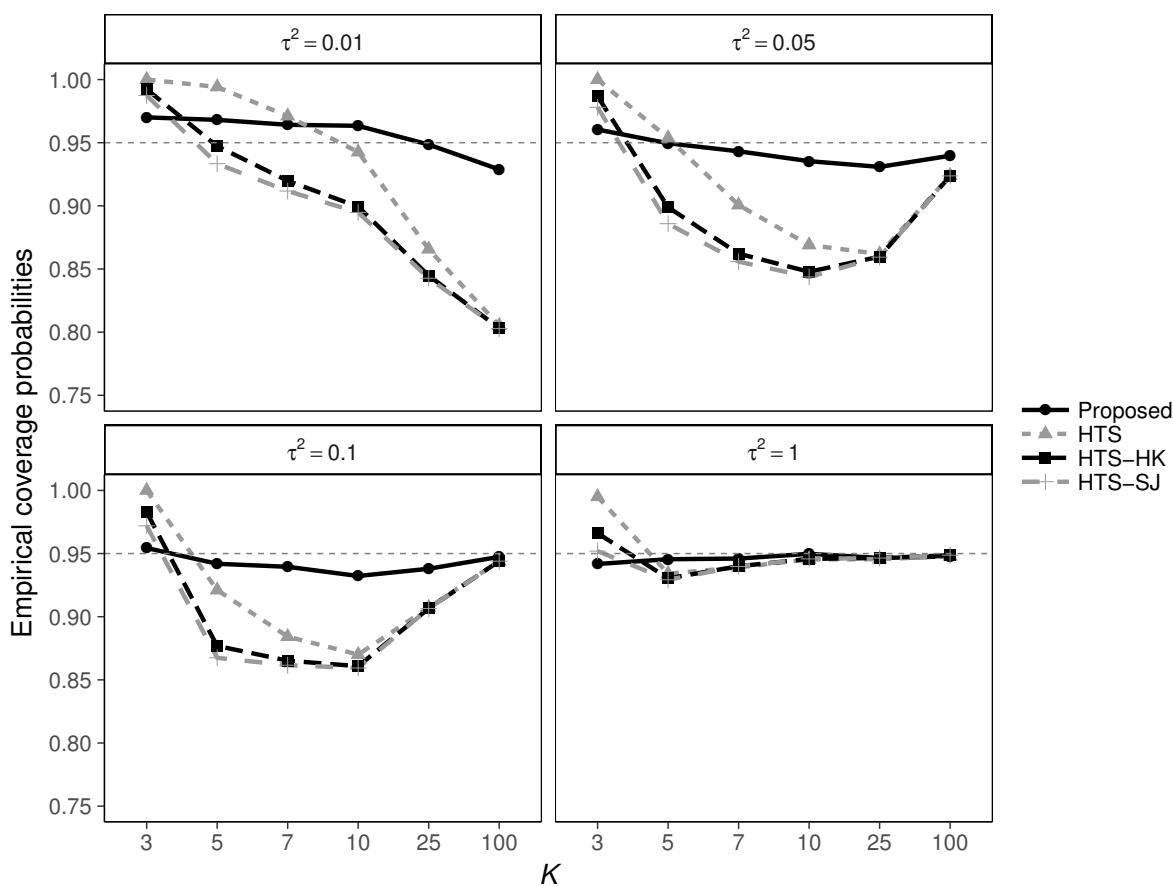 τ² = 0.01
τ² = 0.05
1.00
0.95
0.90
0.85
0.80
0.75
τ² = 0.1
τ² = 1
1.00
0.95
0.90
0.85
0.80
0.75
3 5 7 10 25 100
3 5 7 10 25 100
K
Empirical coverage probabilities
Proposed
HTS
HTS−HK
HTS−SJ